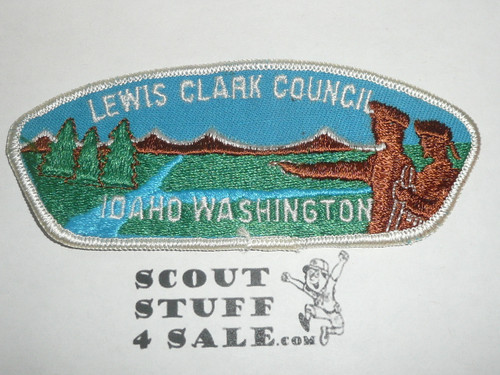 LEWIS CLARK COUNCIL
IDAHO WASHINGTON
SCOUT
STUFF
4 SALE.COM